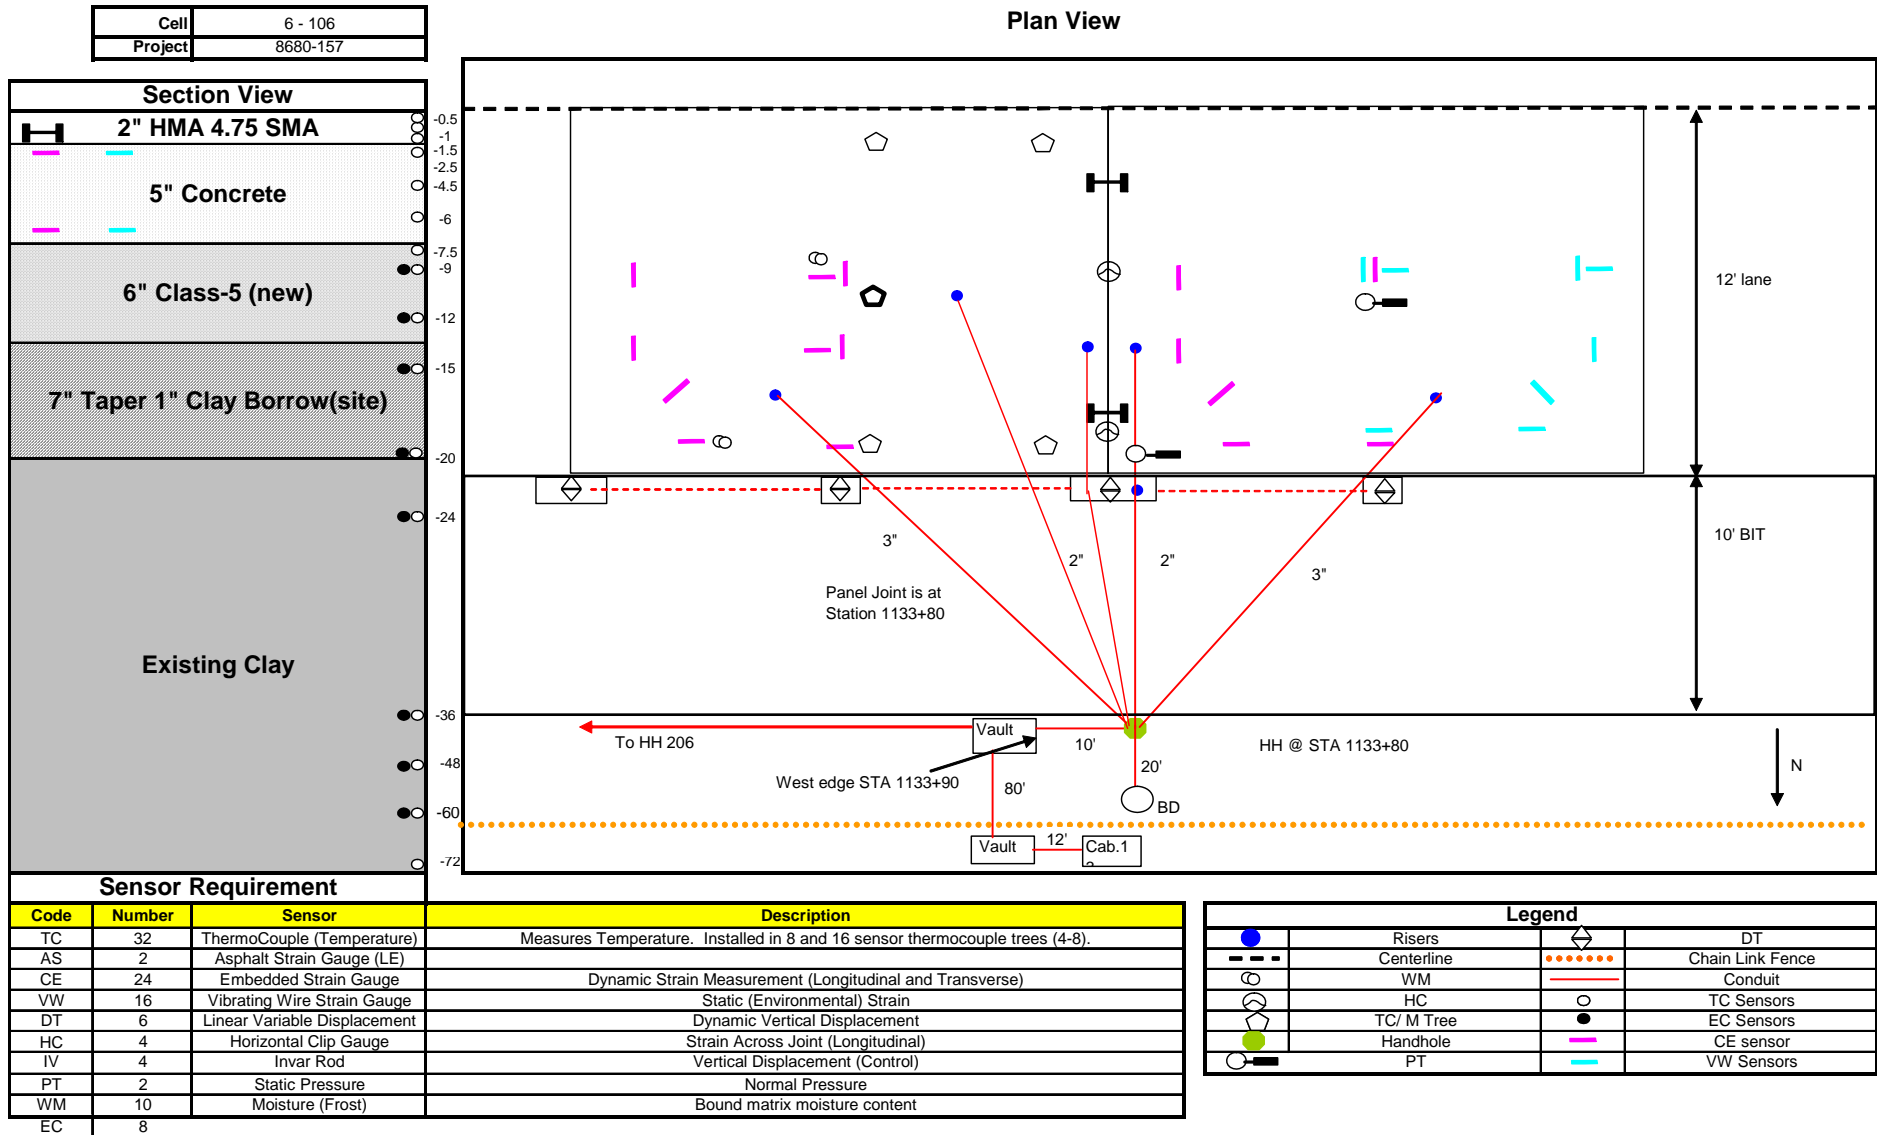 Cell 6 - 106
Project 8680-157
Plan View
Section View
2" HMA 4.75 SMA
5" Concrete
6" Class-5 (new)
7" Taper 1" Clay Borrow(site)
Existing Clay
-0.5
-1
-1.5
-2.5
-4.5
-6
-7.5
-9
-12
-15
-20
-24
-36
-48
-60
-72
12' lane
10' BIT
3"
2"
2"
3"
Panel Joint is at
Station 1133+80
Vault
To HH 206
10'
HH @ STA 1133+80
West edge STA 1133+90
20'
80'
BD
N
Vault
12'
Cab.1
Sensor Requirement
Code Number Sensor Description
TC 32 ThermoCouple (Temperature) Measures Temperature. Installed in 8 and 16 sensor thermocouple trees (4-8).
AS 2 Asphalt Strain Gauge (LE)
CE 24 Embedded Strain Gauge Dynamic Strain Measurement (Longitudinal and Transverse)
VW 16 Vibrating Wire Strain Gauge Static (Environmental) Strain
DT 6 Linear Variable Displacement Dynamic Vertical Displacement
HC 4 Horizontal Clip Gauge Strain Across Joint (Longitudinal)
IV 4 Invar Rod Vertical Displacement (Control)
PT 2 Static Pressure Normal Pressure
WM 10 Moisture (Frost) Bound matrix moisture content
EC 8
Legend
Risers DT
Centerline Chain Link Fence
WM Conduit
HC TC Sensors
TC/ M Tree EC Sensors
Handhole CE sensor
PT VW Sensors